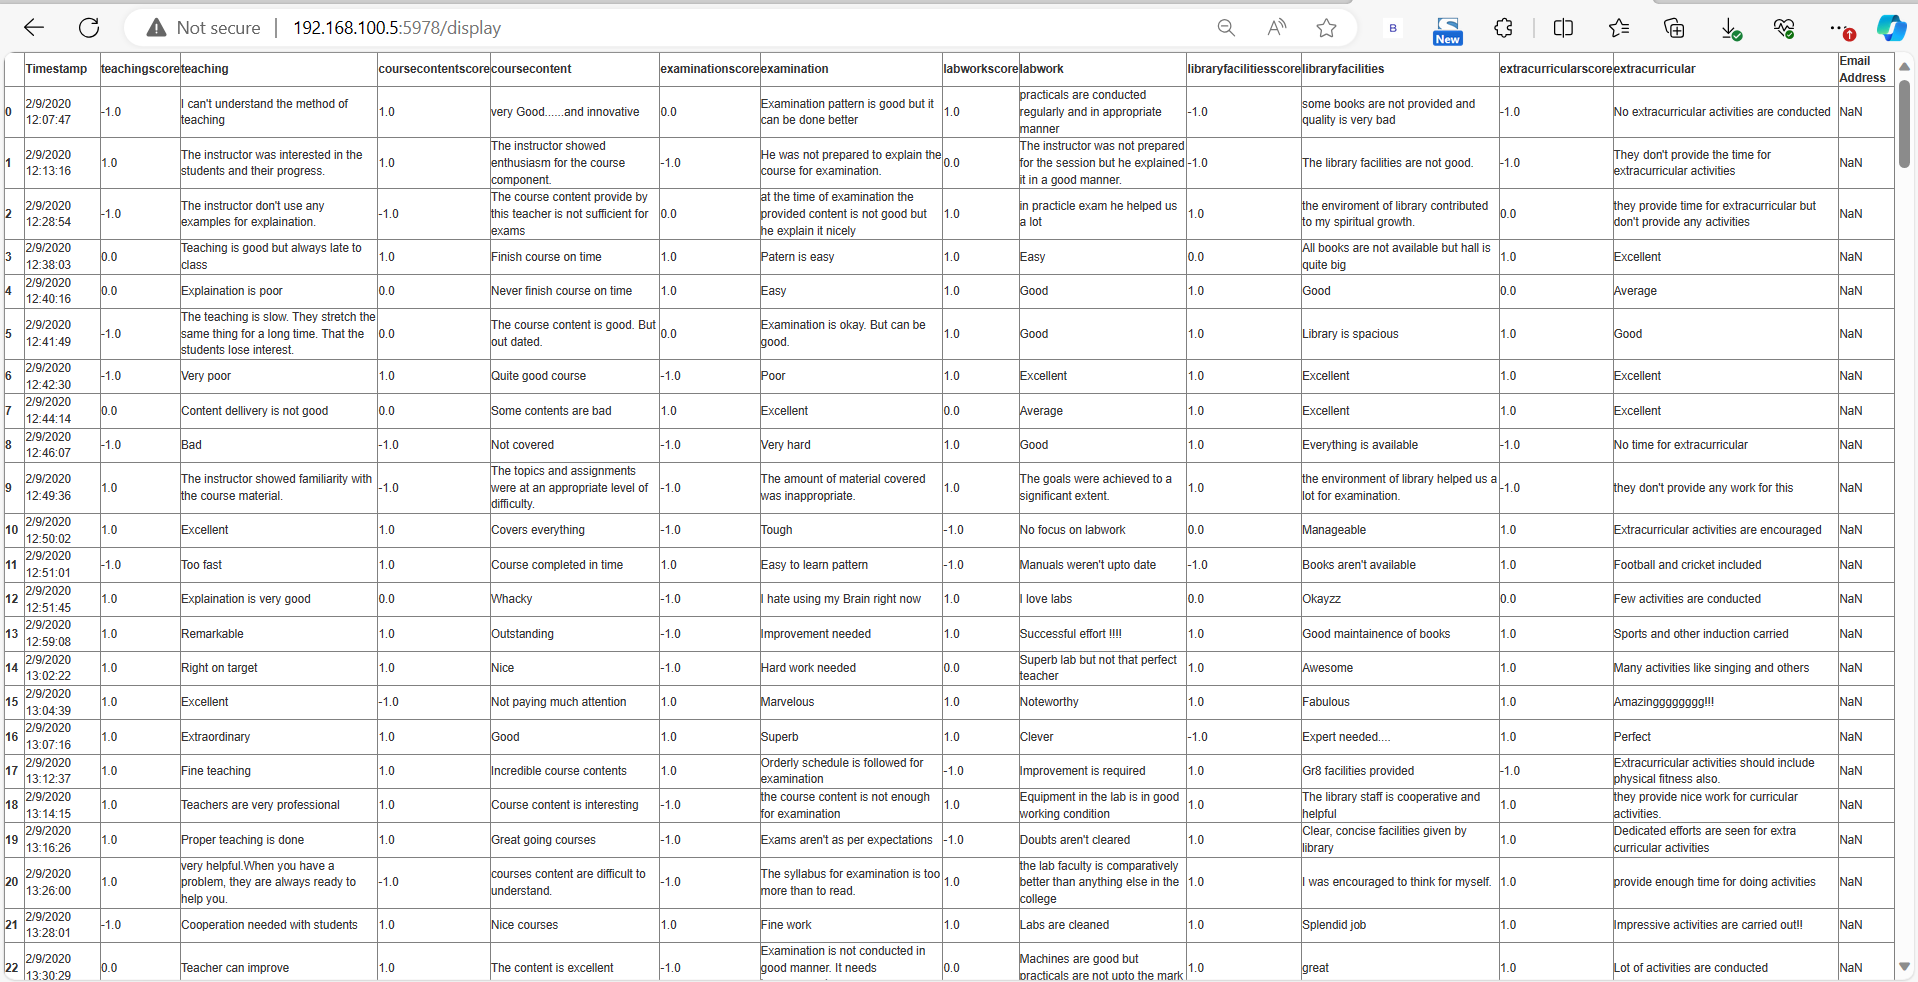 Not secure | 192.168.100.5:5978/display
B
New
Timestamp teachingscore teaching coursecontentscore coursecontent examinationscore examination labworkscore labwork libraryfacilitiesscore libraryfacilities extracurricularscore extracurricular Email
Address
0 2/9/2020 12:07:47 -1.0 I can't understand the method of teaching 1.0 very Good......and innovative 0.0 Examination pattern is good but it can be done better 1.0 practicals are conducted regularly and in appropriate manner -1.0 some books are not provided and quality is very bad -1.0 No extracurricular activities are conducted NaN
1 2/9/2020 12:13:16 1.0 The instructor was interested in the students and their progress. 1.0 The instructor showed enthusiasm for the course component. -1.0 He was not prepared to explain the course for examination. 0.0 The instructor was not prepared for the session but he explained it in a good manner. -1.0 The library facilities are not good. -1.0 They don't provide the time for extracurricular activities NaN
2 2/9/2020 12:28:54 -1.0 The instructor don't use any examples for explaination. -1.0 The course content provide by this teacher is not sufficient for exams 0.0 at the time of examination the provided content is not good but he explain it nicely 1.0 in practicle exam he helped us a lot 1.0 the enviroment of library contributed to my spiritual growth. 0.0 they provide time for extracurricular but don't provide any activities NaN
3 2/9/2020 12:38:03 0.0 Teaching is good but always late to class 1.0 Finish course on time 1.0 Patern is easy 1.0 Easy 0.0 All books are not available but hall is quite big 1.0 Excellent NaN
4 2/9/2020 12:40:16 0.0 Explaination is poor 0.0 Never finish course on time 1.0 Easy 1.0 Good 1.0 Good 0.0 Average NaN
5 2/9/2020 12:41:49 -1.0 The teaching is slow. They stretch the same thing for a long time. That the students lose interest. 0.0 The course content is good. But out dated. 0.0 Examination is okay. But can be good. 1.0 Good 1.0 Library is spacious 1.0 Good NaN
6 2/9/2020 12:42:30 -1.0 Very poor 1.0 Quite good course -1.0 Poor 1.0 Excellent 1.0 Excellent 1.0 Excellent NaN
7 2/9/2020 12:44:14 0.0 Content dellivery is not good 0.0 Some contents are bad 1.0 Excellent 0.0 Average 1.0 Excellent 1.0 Excellent NaN
8 2/9/2020 12:46:07 -1.0 Bad -1.0 Not covered -1.0 Very hard 1.0 Good 1.0 Everything is available -1.0 No time for extracurricular NaN
9 2/9/2020 12:49:36 1.0 The instructor showed familiarity with the course material. -1.0 The topics and assignments were at an appropriate level of difficulty. -1.0 The amount of material covered was inappropriate. 1.0 The goals were achieved to a significant extent. 1.0 the environment of library helped us a lot for examination. -1.0 they don't provide any work for this NaN
10 2/9/2020 12:50:02 1.0 Excellent 1.0 Covers everything -1.0 Tough -1.0 No focus on labwork 0.0 Manageable 1.0 Extracurricular activities are encouraged NaN
11 2/9/2020 12:51:01 -1.0 Too fast 1.0 Course completed in time 1.0 Easy to learn pattern -1.0 Manuals weren't upto date -1.0 Books aren't available 1.0 Football and cricket included NaN
12 2/9/2020 12:51:45 1.0 Explaination is very good 0.0 Whacky -1.0 I hate using my Brain right now 1.0 I love labs 0.0 Okayzz 0.0 Few activities are conducted NaN
13 2/9/2020 12:59:08 1.0 Remarkable 1.0 Outstanding -1.0 Improvement needed 1.0 Successful effort !!!! 1.0 Good maintainence of books 1.0 Sports and other induction carried NaN
14 2/9/2020 13:02:22 1.0 Right on target 1.0 Nice -1.0 Hard work needed 0.0 Superb lab but not that perfect teacher 1.0 Awesome 1.0 Many activities like singing and others NaN
15 2/9/2020 13:04:39 1.0 Excellent -1.0 Not paying much attention 1.0 Marvelous 1.0 Noteworthy 1.0 Fabulous 1.0 Amazingggggggg!!! NaN
16 2/9/2020 13:07:16 1.0 Extraordinary 1.0 Good 1.0 Superb 1.0 Clever -1.0 Expert needed.... 1.0 Perfect NaN
17 2/9/2020 13:12:37 1.0 Fine teaching 1.0 Incredible course contents 1.0 Orderly schedule is followed for examination -1.0 Improvement is required 1.0 Gr8 facilities provided -1.0 Extracurricular activities should include physical fitness also. NaN
18 2/9/2020 13:14:15 1.0 Teachers are very professional 1.0 Course content is interesting -1.0 the course content is not enough for examination 1.0 Equipment in the lab is in good working condition 1.0 The library staff is cooperative and helpful 1.0 they provide nice work for curricular activities. NaN
19 2/9/2020 13:16:26 1.0 Proper teaching is done 1.0 Great going courses -1.0 Exams aren't as per expectations -1.0 Doubts aren't cleared 1.0 Clear, concise facilities given by library 1.0 Dedicated efforts are seen for extra curricular activities NaN
20 2/9/2020 13:26:00 1.0 very helpful.When you have a problem, they are always ready to help you. -1.0 courses content are difficult to understand. -1.0 The syllabus for examination is too more than to read. 1.0 the lab faculty is comparatively better than anything else in the college 1.0 I was encouraged to think for myself. 1.0 provide enough time for doing activities NaN
21 2/9/2020 13:28:01 -1.0 Cooperation needed with students 1.0 Nice courses 1.0 Fine work 1.0 Labs are cleaned 1.0 Splendid job 1.0 Impressive activities are carried out!! NaN
22 2/9/2020 13:30:29 0.0 Teacher can improve 1.0 The content is excellent -1.0 Examination is not conducted in good manner. It needs 0.0 Machines are good but practicals are not upto the mark 1.0 great 1.0 Lot of activities are conducted NaN